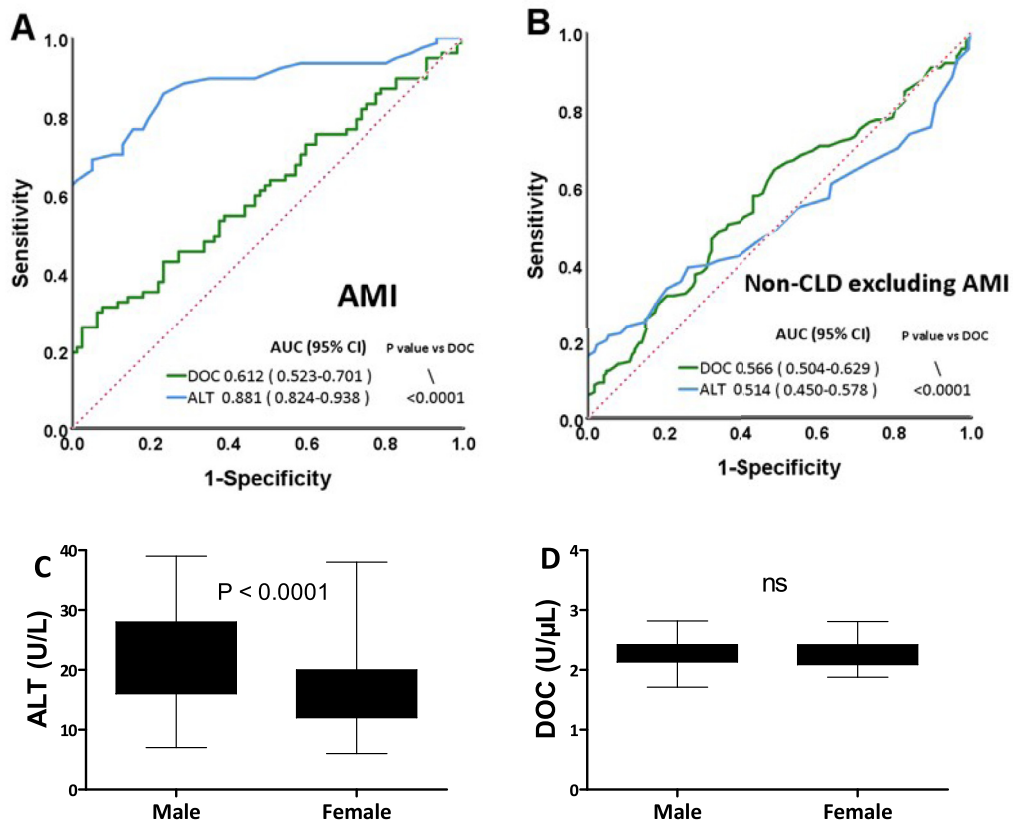 A
1.0
0.8
0.6
0.4
0.2
0.0
Sensitivity
AMI
AUC (95% CI) P value vs DOC
DOC 0.612 ( 0.523-0.701 ) \
ALT 0.881 ( 0.824-0.938 ) <0.0001
0.0 0.2 0.4 0.6 0.8 1.0
1-Specificity
B
1.0
0.8
0.6
0.4
0.2
0.0
Sensitivity
Non-CLD excluding AMI
AUC (95% CI) P value vs DOC
DOC 0.566 ( 0.504-0.629 ) \
ALT 0.514 ( 0.450-0.578 ) <0.0001
0.0 0.2 0.4 0.6 0.8 1.0
1-Specificity
C
40
30
20
10
0
ALT (U/L)
P < 0.0001
Male Female
D
4
3
2
1
0
DOC (U/µL)
ns
Male Female